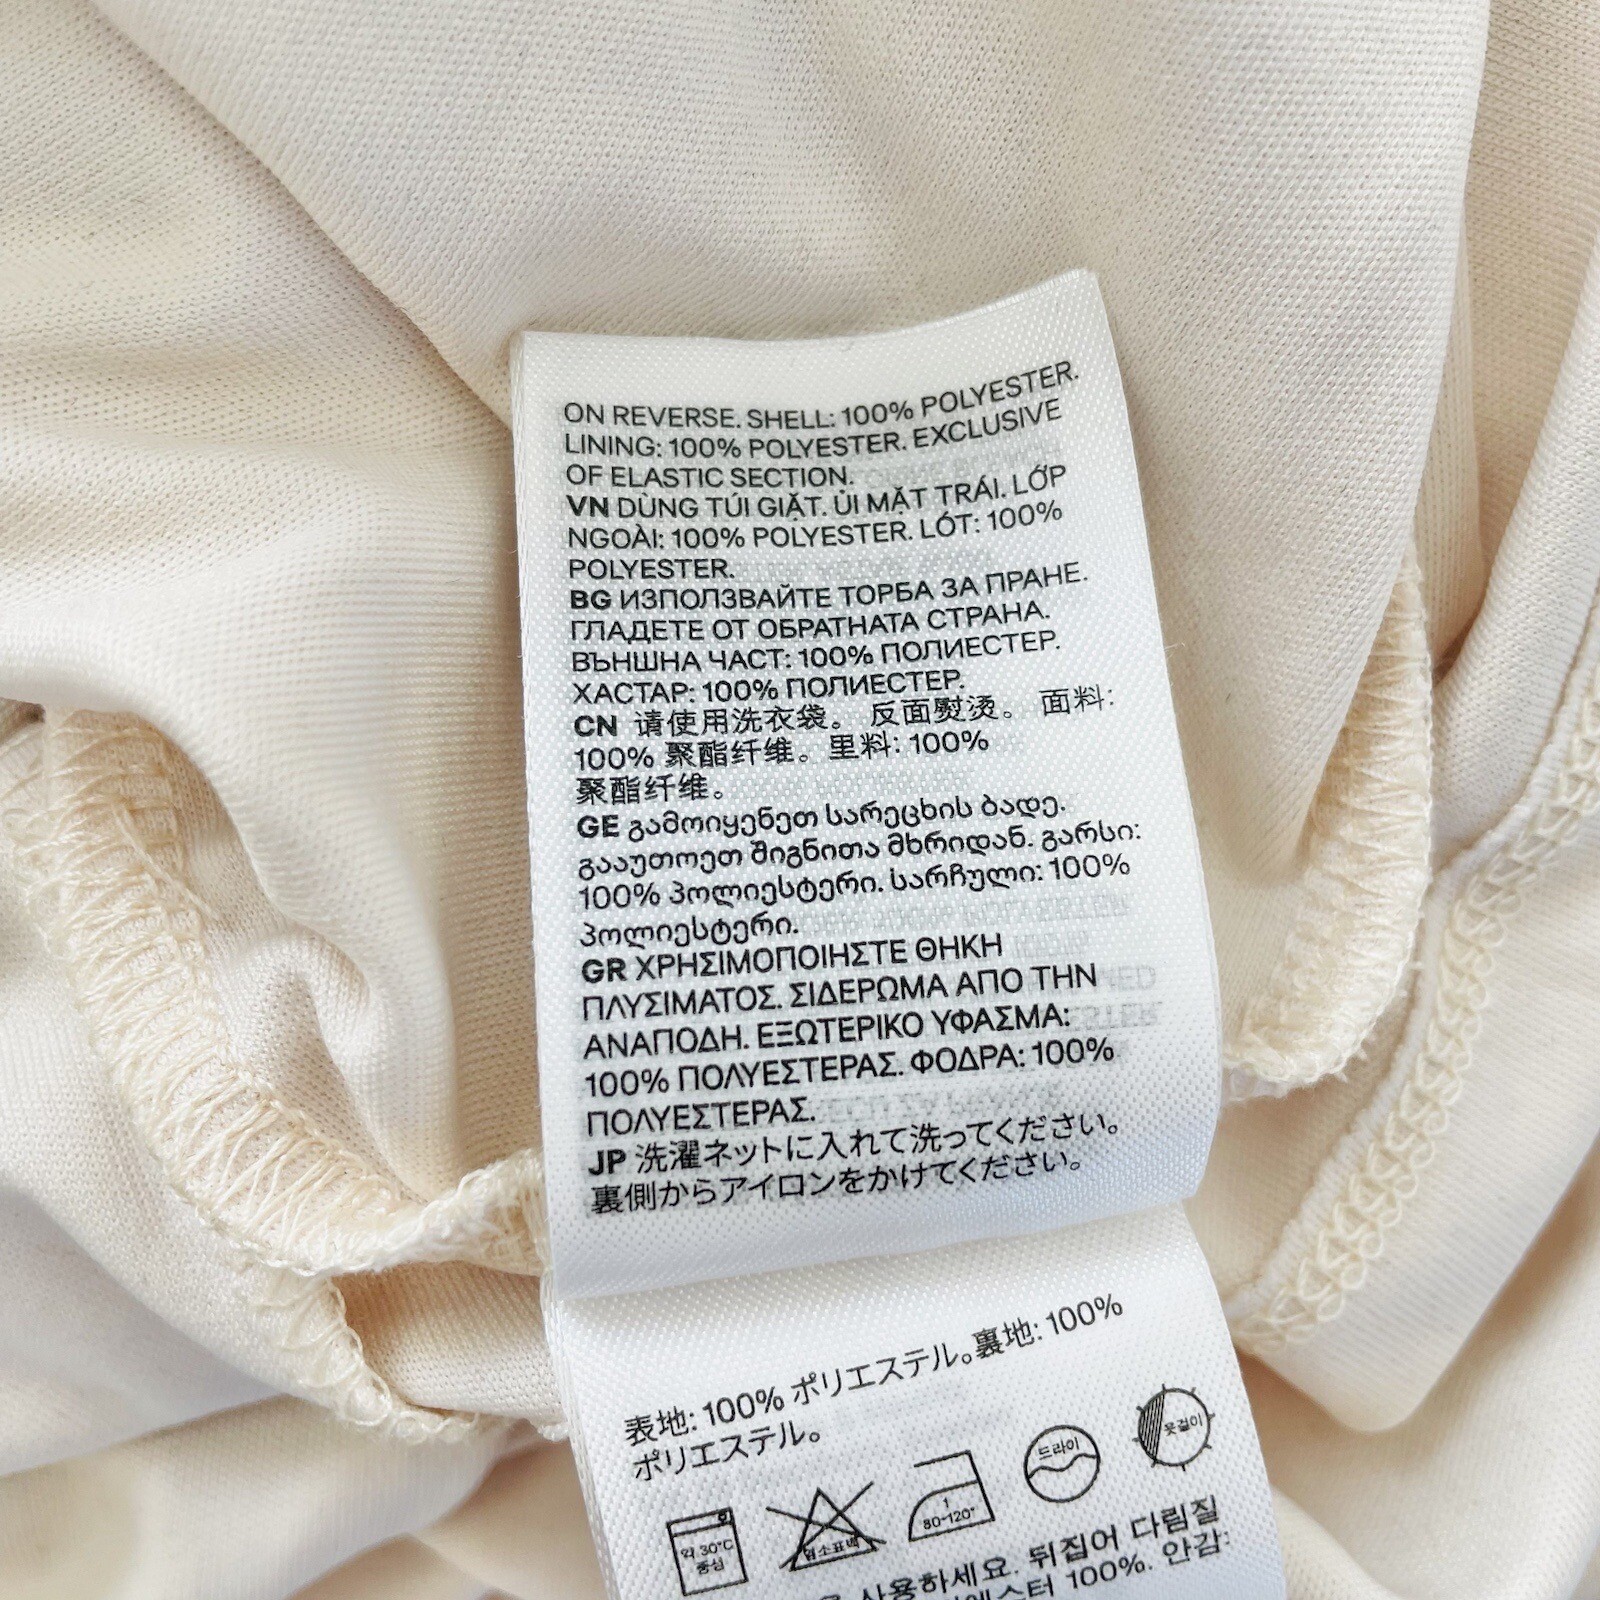 ON REVERSE. SHELL: 100% POLYESTER.
LINING: 100% POLYESTER. EXCLUSIVE
OF ELASTIC SECTION.
VN DÙNG TÚI GIẶT. ỦI MẶT TRÁI. LỚP
NGOÀI: 100% POLYESTER. LÓT: 100%
POLYESTER.
BG ИЗПОЛЗВАЙТЕ ТОРБА ЗА ПРАНЕ.
ГЛАДЕТЕ ОТ ОБРАТНАТА СТРАНА.
ВЪНШНА ЧАСТ: 100% ПОЛИЕСТЕР.
ХАСТАР: 100% ПОЛИЕСТЕР.
CN 请使用洗衣袋。 反面熨烫。 面料:
100% 聚酯纤维。里料: 100%
聚酯纤维。
GE გამოიყენეთ სარეცხის ბადე.
გააუთოეთ შიგნითა მხრიდან. გარსი:
100% პოლიესტერი. სარჩული: 100%
პოლიესტერი.
GR ΧΡΗΣΙΜΟΠΟΙΗΣΤΕ ΘΗΚΗ
ΠΛΥΣΙΜΑΤΟΣ. ΣΙΔΕΡΩΜΑ ΑΠΟ ΤΗΝ
ΑΝΑΠΟΔΗ. ΕΞΩΤΕΡΙΚΟ ΥΦΑΣΜΑ:
100% ΠΟΛΥΕΣΤΕΡΑΣ. ΦΟΔΡΑ: 100%
ΠΟΛΥΕΣΤΕΡΑΣ.
JP 洗濯ネットに入れて洗ってください。
裏側からアイロンをかけてください。
表地: 100% ポリエステル。裏地: 100%
ポリエステル。
약 30°C
중성
염소표백
1
80~120°
드라이
옷걸이
사용하세요. 뒤집어 다림질
100%. 안감: